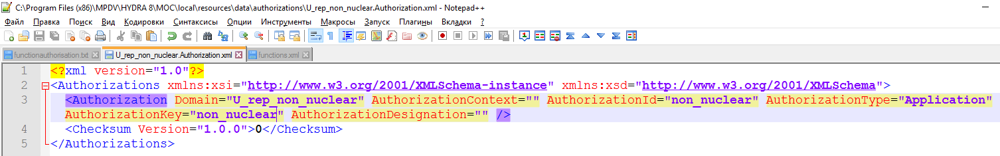 C:\Program Files (x86)\MPDV\HYDRA 8\MOC\local\resources\data\authorizations\U_rep_non_nuclear.Authorization.xml - Notepad++
Файл Правка Поиск Вид Кодировки Синтаксисы Опции Инструменты Макросы Запуск Плагины Вкладки ?
functionauthorisation.txt U_rep_non_nuclear.Authorization.xml functions.xml
1 <?xml version="1.0"?>
2 <Authorizations xmlns:xsi="http://www.w3.org/2001/XMLSchema-instance" xmlns:xsd="http://www.w3.org/2001/XMLSchema">
3 <Authorization Domain="U_rep_non_nuclear" AuthorizationContext="" AuthorizationId="non_nuclear" AuthorizationType="Application"
AuthorizationKey="non_nuclear" AuthorizationDesignation="" />
4 <Checksum Version="1.0.0">0</Checksum>
5 </Authorizations>